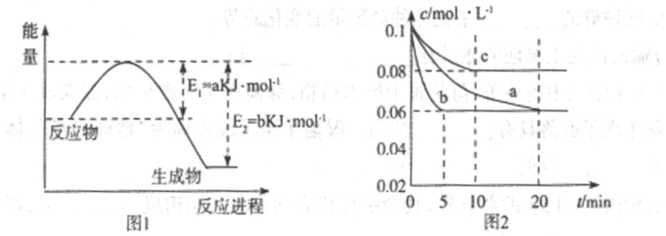 能
量
E₁=aKJ·mol⁻¹
E₂=bKJ·mol⁻¹
反应物
生成物
反应进程
图1
c/mol·L⁻¹
0.1
0.08
0.06
0.04
0.02
c
a
b
0 5 10 20 t/min
图2